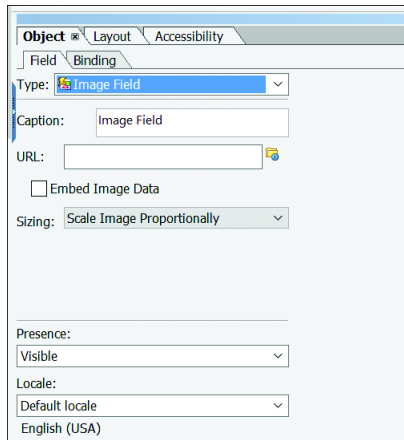 Object Layout Accessibility
Field Binding
Type: Image Field
Caption: Image Field
URL:
Embed Image Data
Sizing: Scale Image Proportionally
Presence:
Visible
Locale:
Default locale
English (USA)